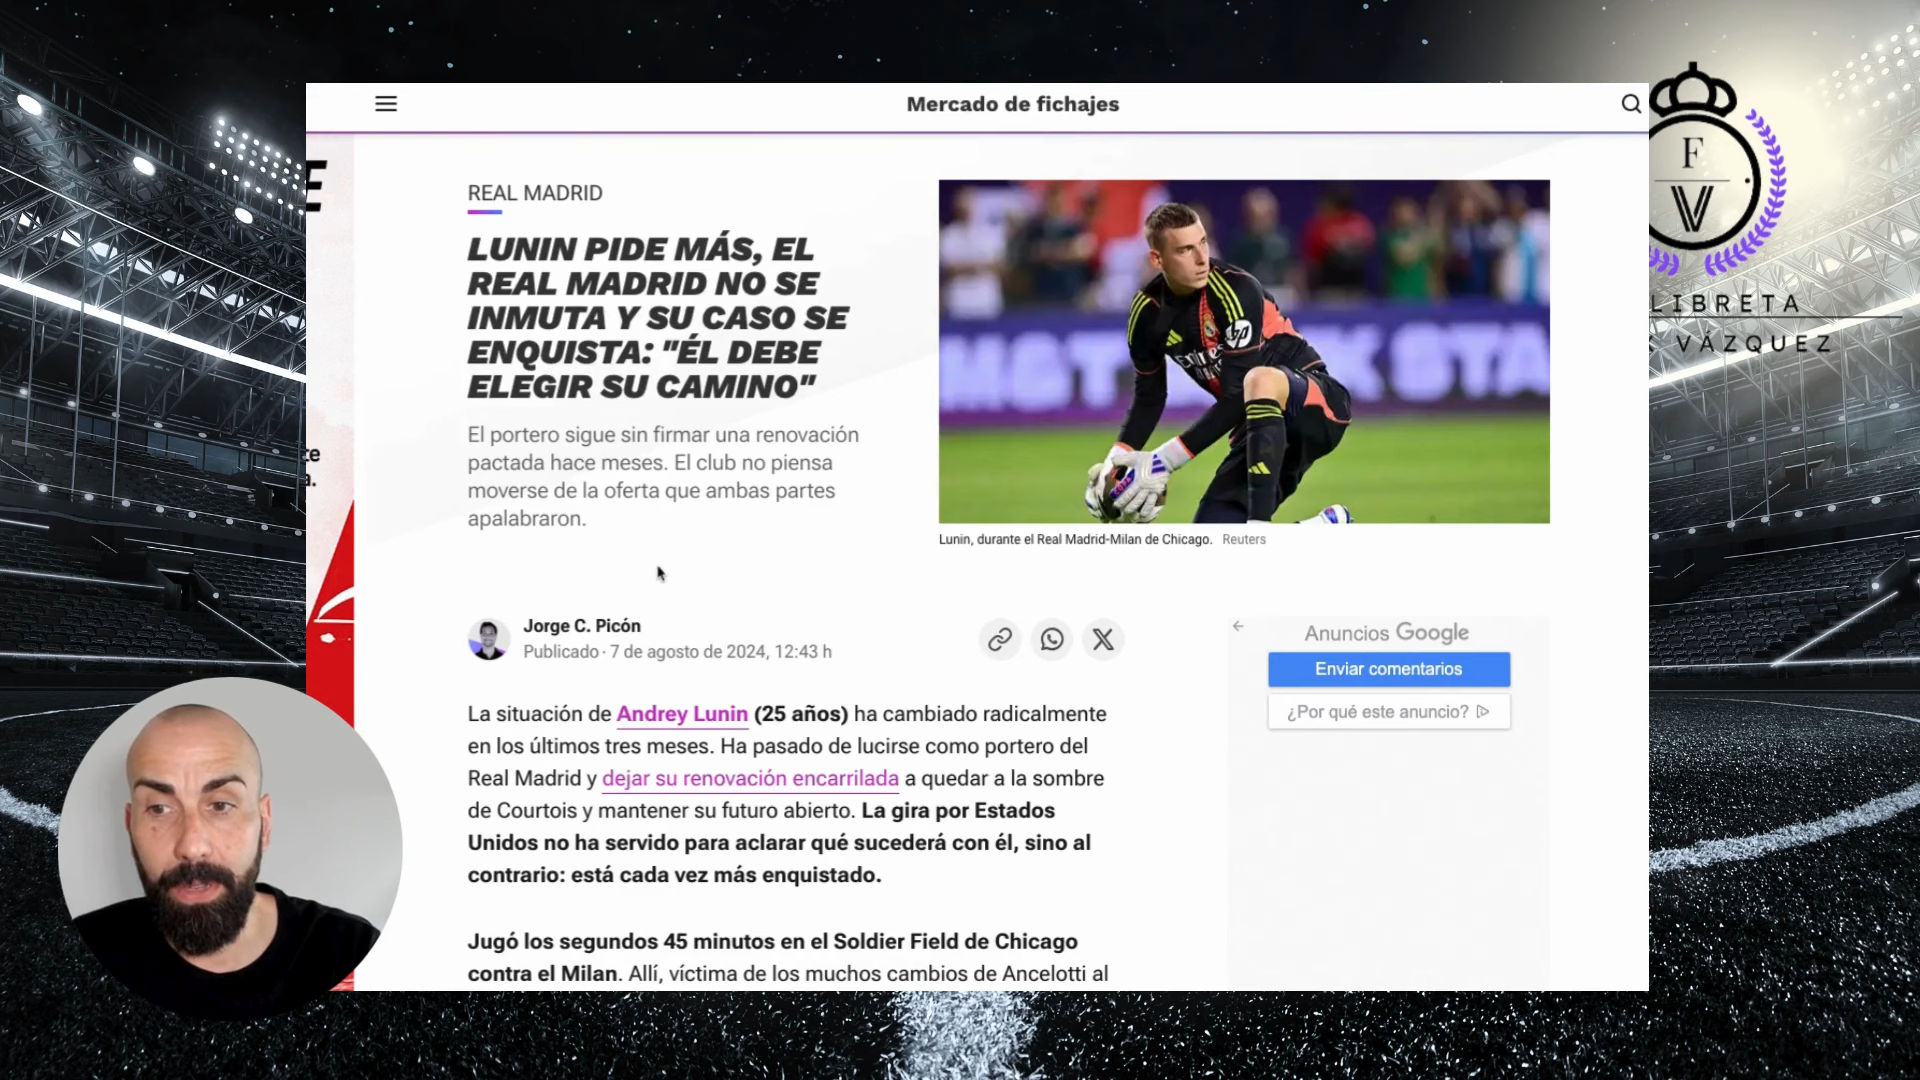 Mercado de fichajes
REAL MADRID
LUNIN PIDE MÁS, EL
REAL MADRID NO SE
INMUTA Y SU CASO SE
ENQUISTA: "ÉL DEBE
ELEGIR SU CAMINO"
El portero sigue sin firmar una renovación
pactada hace meses. El club no piensa
moverse de la oferta que ambas partes
apalabraron.
Lunin, durante el Real Madrid-Milan de Chicago. Reuters
Jorge C. Picón
Publicado · 7 de agosto de 2024, 12:43 h
Anuncios Google
Enviar comentarios
¿Por qué este anuncio?
La situación de Andrey Lunin (25 años) ha cambiado radicalmente
en los últimos tres meses. Ha pasado de lucirse como portero del
Real Madrid y dejar su renovación encarrilada a quedar a la sombre
de Courtois y mantener su futuro abierto. La gira por Estados
Unidos no ha servido para aclarar qué sucederá con él, sino al
contrario: está cada vez más enquistado.
Jugó los segundos 45 minutos en el Soldier Field de Chicago
contra el Milan. Allí, víctima de los muchos cambios de Ancelotti al
F
V
LIBRETA
VÁZQUEZ